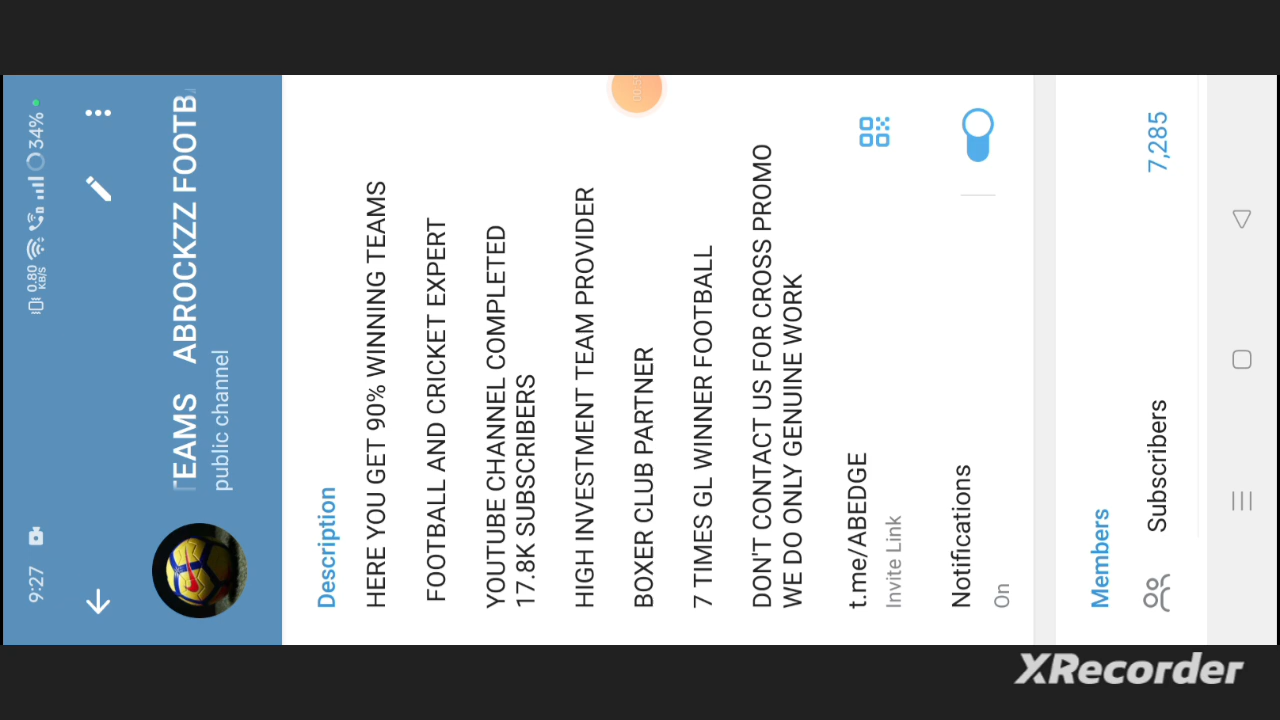 9:27
0.80
KB/S
34%
TEAMS ABROCKZZ FOOTB
public channel
Description
HERE YOU GET 90% WINNING TEAMS
FOOTBALL AND CRICKET EXPERT
YOUTUBE CHANNEL COMPLETED
17.8K SUBSCRIBERS
HIGH INVESTMENT TEAM PROVIDER
BOXER CLUB PARTNER
7 TIMES GL WINNER FOOTBALL
DON'T CONTACT US FOR CROSS PROMO
WE DO ONLY GENUINE WORK
t.me/ABEDGE
Invite Link
Notifications
On
Members
Subscribers 7,285
XRecorder